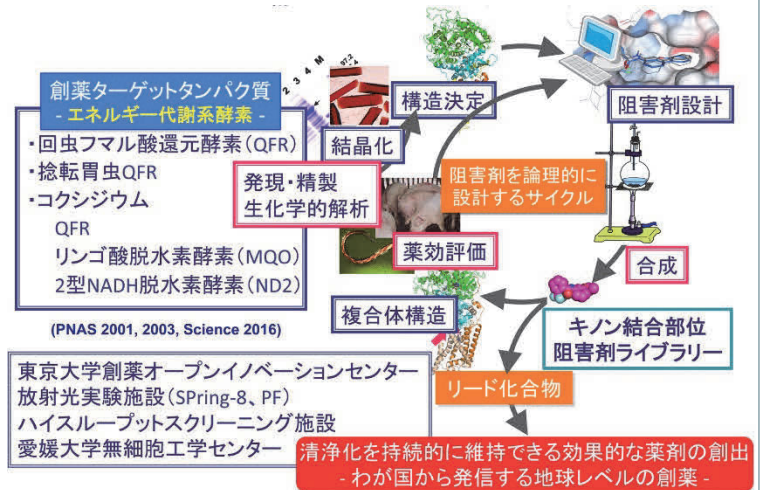 創薬ターゲットタンパク質
- エネルギー代謝系酵素 -
・回虫フマル酸還元酵素(QFR)
・捻転胃虫QFR
・コクシジウム
QFR
リンゴ酸脱水素酵素(MQO)
2型NADH脱水素酵素(ND2)
(PNAS 2001, 2003, Science 2016)
2 3 4 M
97.2
結晶化
構造決定
阻害剤設計
発現・精製
生化学的解析
阻害剤を論理的に
設計するサイクル
薬効評価
合成
複合体構造
キノン結合部位
阻害剤ライブラリー
リード化合物
東京大学創薬オープンイノベーションセンター
放射光実験施設(SPring-8、PF)
ハイスループットスクリーニング施設
愛媛大学無細胞工学センター
清浄化を持続的に維持できる効果的な薬剤の創出
- わが国から発信する地球レベルの創薬 -